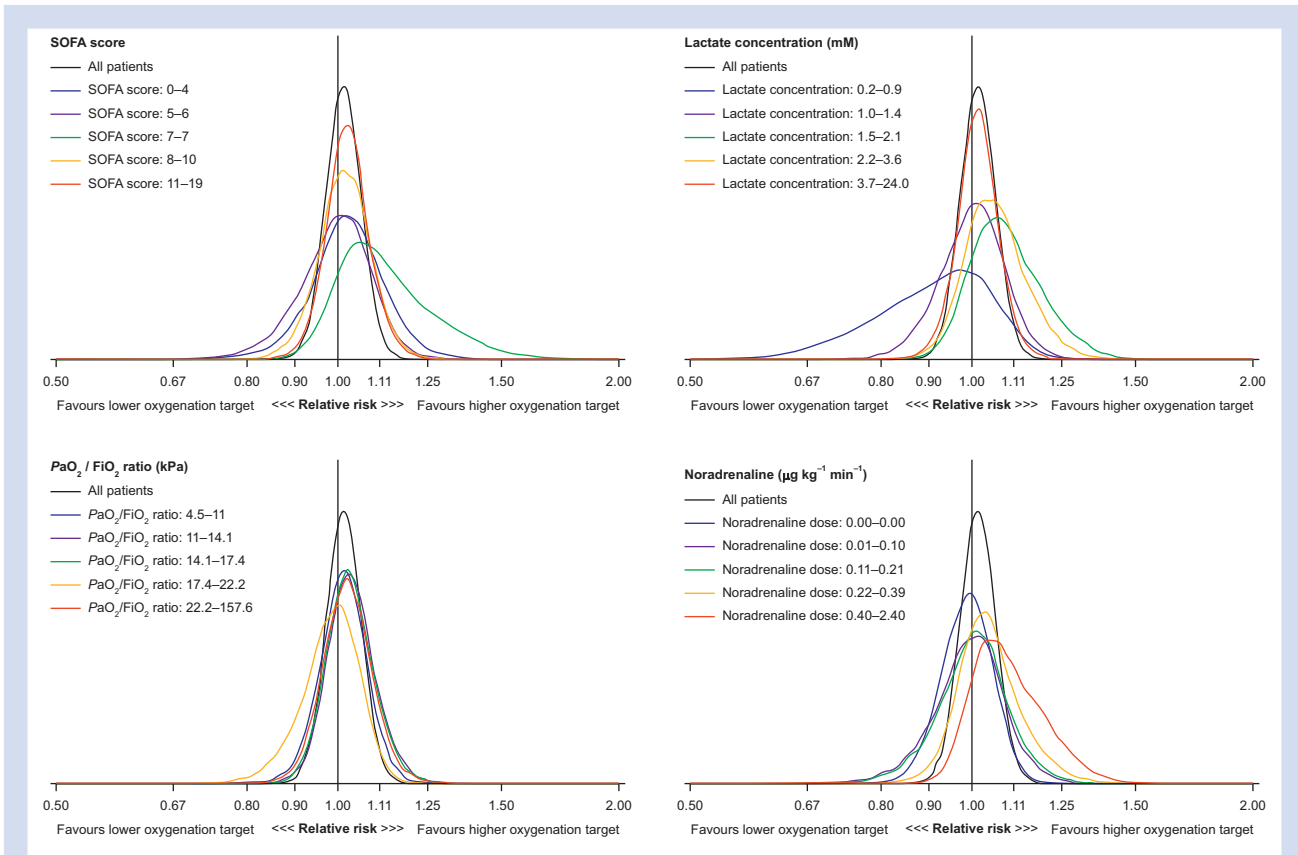 SOFA score
All patients
SOFA score: 0–4
SOFA score: 5–6
SOFA score: 7–7
SOFA score: 8–10
SOFA score: 11–19
0.50 0.67 0.80 0.90 1.00 1.11 1.25 1.50 2.00
Favours lower oxygenation target <<< Relative risk >>> Favours higher oxygenation target
Lactate concentration (mM)
All patients
Lactate concentration: 0.2–0.9
Lactate concentration: 1.0–1.4
Lactate concentration: 1.5–2.1
Lactate concentration: 2.2–3.6
Lactate concentration: 3.7–24.0
0.50 0.67 0.80 0.90 1.00 1.11 1.25 1.50 2.00
Favours lower oxygenation target <<< Relative risk >>> Favours higher oxygenation target
PaO₂ / FiO₂ ratio (kPa)
All patients
PaO₂/FiO₂ ratio: 4.5–11
PaO₂/FiO₂ ratio: 11–14.1
PaO₂/FiO₂ ratio: 14.1–17.4
PaO₂/FiO₂ ratio: 17.4–22.2
PaO₂/FiO₂ ratio: 22.2–157.6
0.50 0.67 0.80 0.90 1.00 1.11 1.25 1.50 2.00
Favours lower oxygenation target <<< Relative risk >>> Favours higher oxygenation target
Noradrenaline (μg kg⁻¹ min⁻¹)
All patients
Noradrenaline dose: 0.00–0.00
Noradrenaline dose: 0.01–0.10
Noradrenaline dose: 0.11–0.21
Noradrenaline dose: 0.22–0.39
Noradrenaline dose: 0.40–2.40
0.50 0.67 0.80 0.90 1.00 1.11 1.25 1.50 2.00
Favours lower oxygenation target <<< Relative risk >>> Favours higher oxygenation target